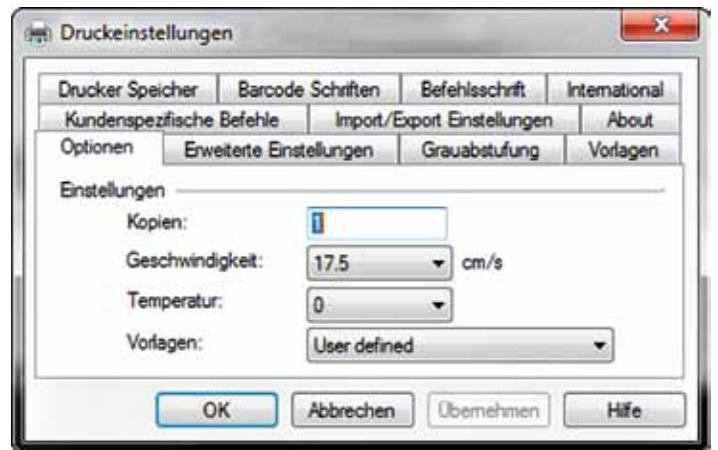 Druckeinstellungen
Drucker Speicher Barcode Schriften Befehlsschrift International
Kundenspezifische Befehle Import/Export Einstellungen About
Optionen Erweiterte Einstellungen Grauabstufung Vorlagen
Einstellungen
Kopien: 1
Geschwindigkeit: 17.5 cm/s
Temperatur: 0
Vorlagen: User defined
OK Abbrechen Übernehmen Hilfe